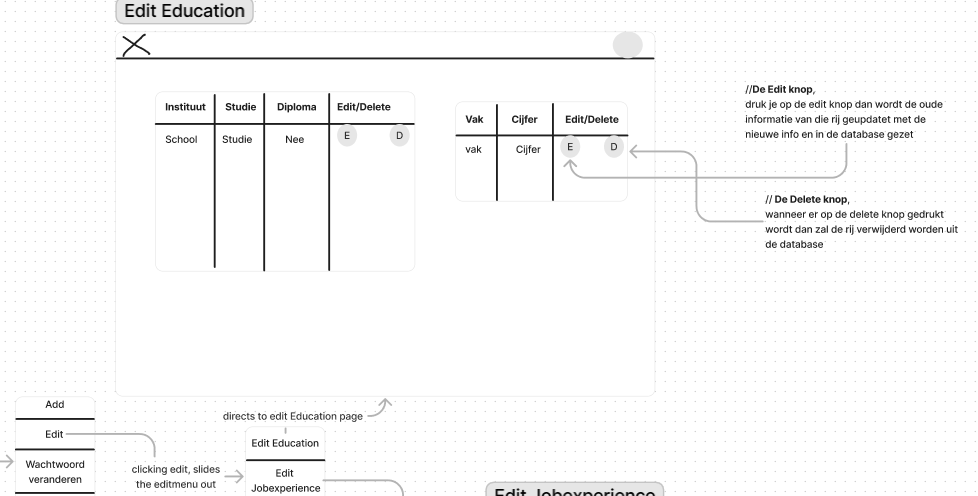 Edit Education
Instituut Studie Diploma Edit/Delete
School Studie Nee E D
Vak Cijfer Edit/Delete
vak Cijfer E D
//De Edit knop,
druk je op de edit knop dan wordt de oude
informatie van die rij geupdatet met de
nieuwe info en in de database gezet
// De Delete knop,
wanneer er op de delete knop gedrukt
wordt dan zal de rij verwijderd worden uit
de database
Add
Edit
Wachtwoord
veranderen
clicking edit, slides
the editmenu out
directs to edit Education page
Edit Education
Edit
Jobexperience
Edit Jobexperience